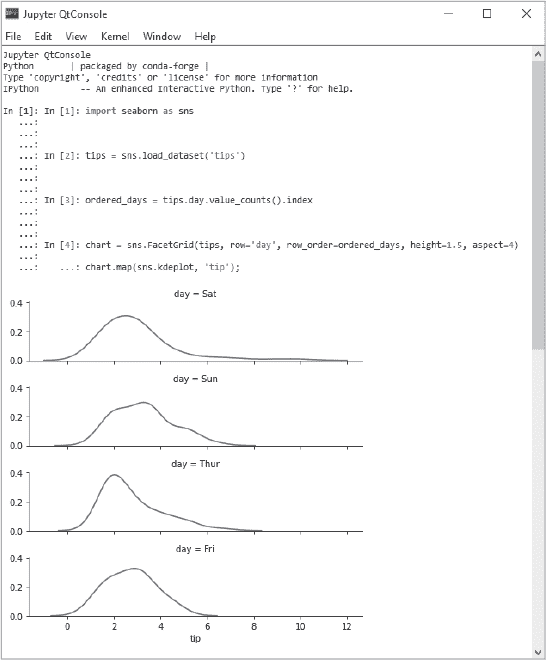 Jupyter QtConsole
File Edit View Kernel Window Help
Jupyter QtConsole
Python | packaged by conda-forge |
Type 'copyright', 'credits' or 'license' for more information
IPython -- An enhanced Interactive Python. Type '?' for help.
In [1]: In [1]: import seaborn as sns
...:
...:
...:
...: In [2]: tips = sns.load_dataset('tips')
...:
...:
...:
...: In [3]: ordered_days = tips.day.value_counts().index
...:
...:
...:
...: In [4]: chart = sns.FacetGrid(tips, row='day', row_order=ordered_days, height=1.5, aspect=4)
...:
...: ...: chart.map(sns.kdeplot, 'tip');
day = Sat
0.4
0.2
0.0
day = Sun
0.4
0.2
0.0
day = Thur
0.4
0.2
0.0
day = Fri
0.4
0.2
0.0
0 2 4 6 8 10 12
tip